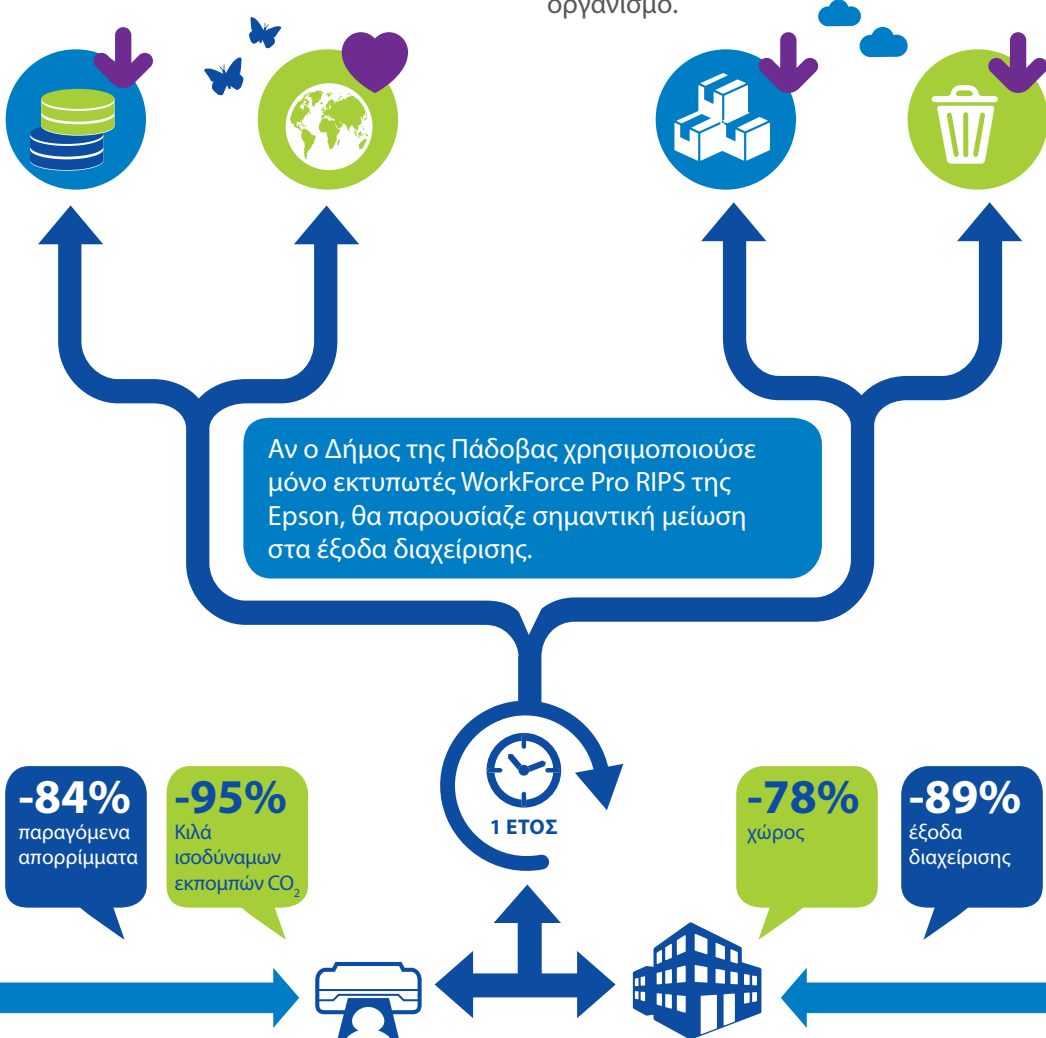 οργανισμό.
Αν ο Δήμος της Πάδοβας χρησιμοποιούσε
μόνο εκτυπωτές WorkForce Pro RIPS της
Epson, θα παρουσίαζε σημαντική μείωση
στα έξοδα διαχείρισης.
1 ΕΤΟΣ
-84%
παραγόμενα
απορρίμματα
-95%
Κιλά
ισοδύναμων
εκπομπών CO₂
-78%
χώρος
-89%
έξοδα
διαχείρισης